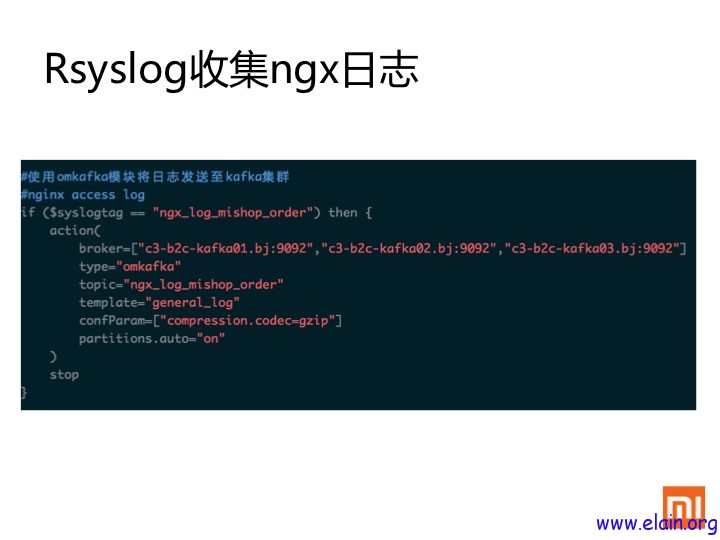 Rsyslog收集ngx日志
#使用omkafka模块将日志发送至kafka集群
#nginx access log
if ($syslogtag == "ngx_log_mishop_order") then {
    action(
        broker=["c3-b2c-kafka01.bj:9092","c3-b2c-kafka02.bj:9092","c3-b2c-kafka03.bj:9092"]
        type="omkafka"
        topic="ngx_log_mishop_order"
        template="general_log"
        confParam=["compression.codec=gzip"]
        partitions.auto="on"
    )
    stop
}
mi
www.elain.org